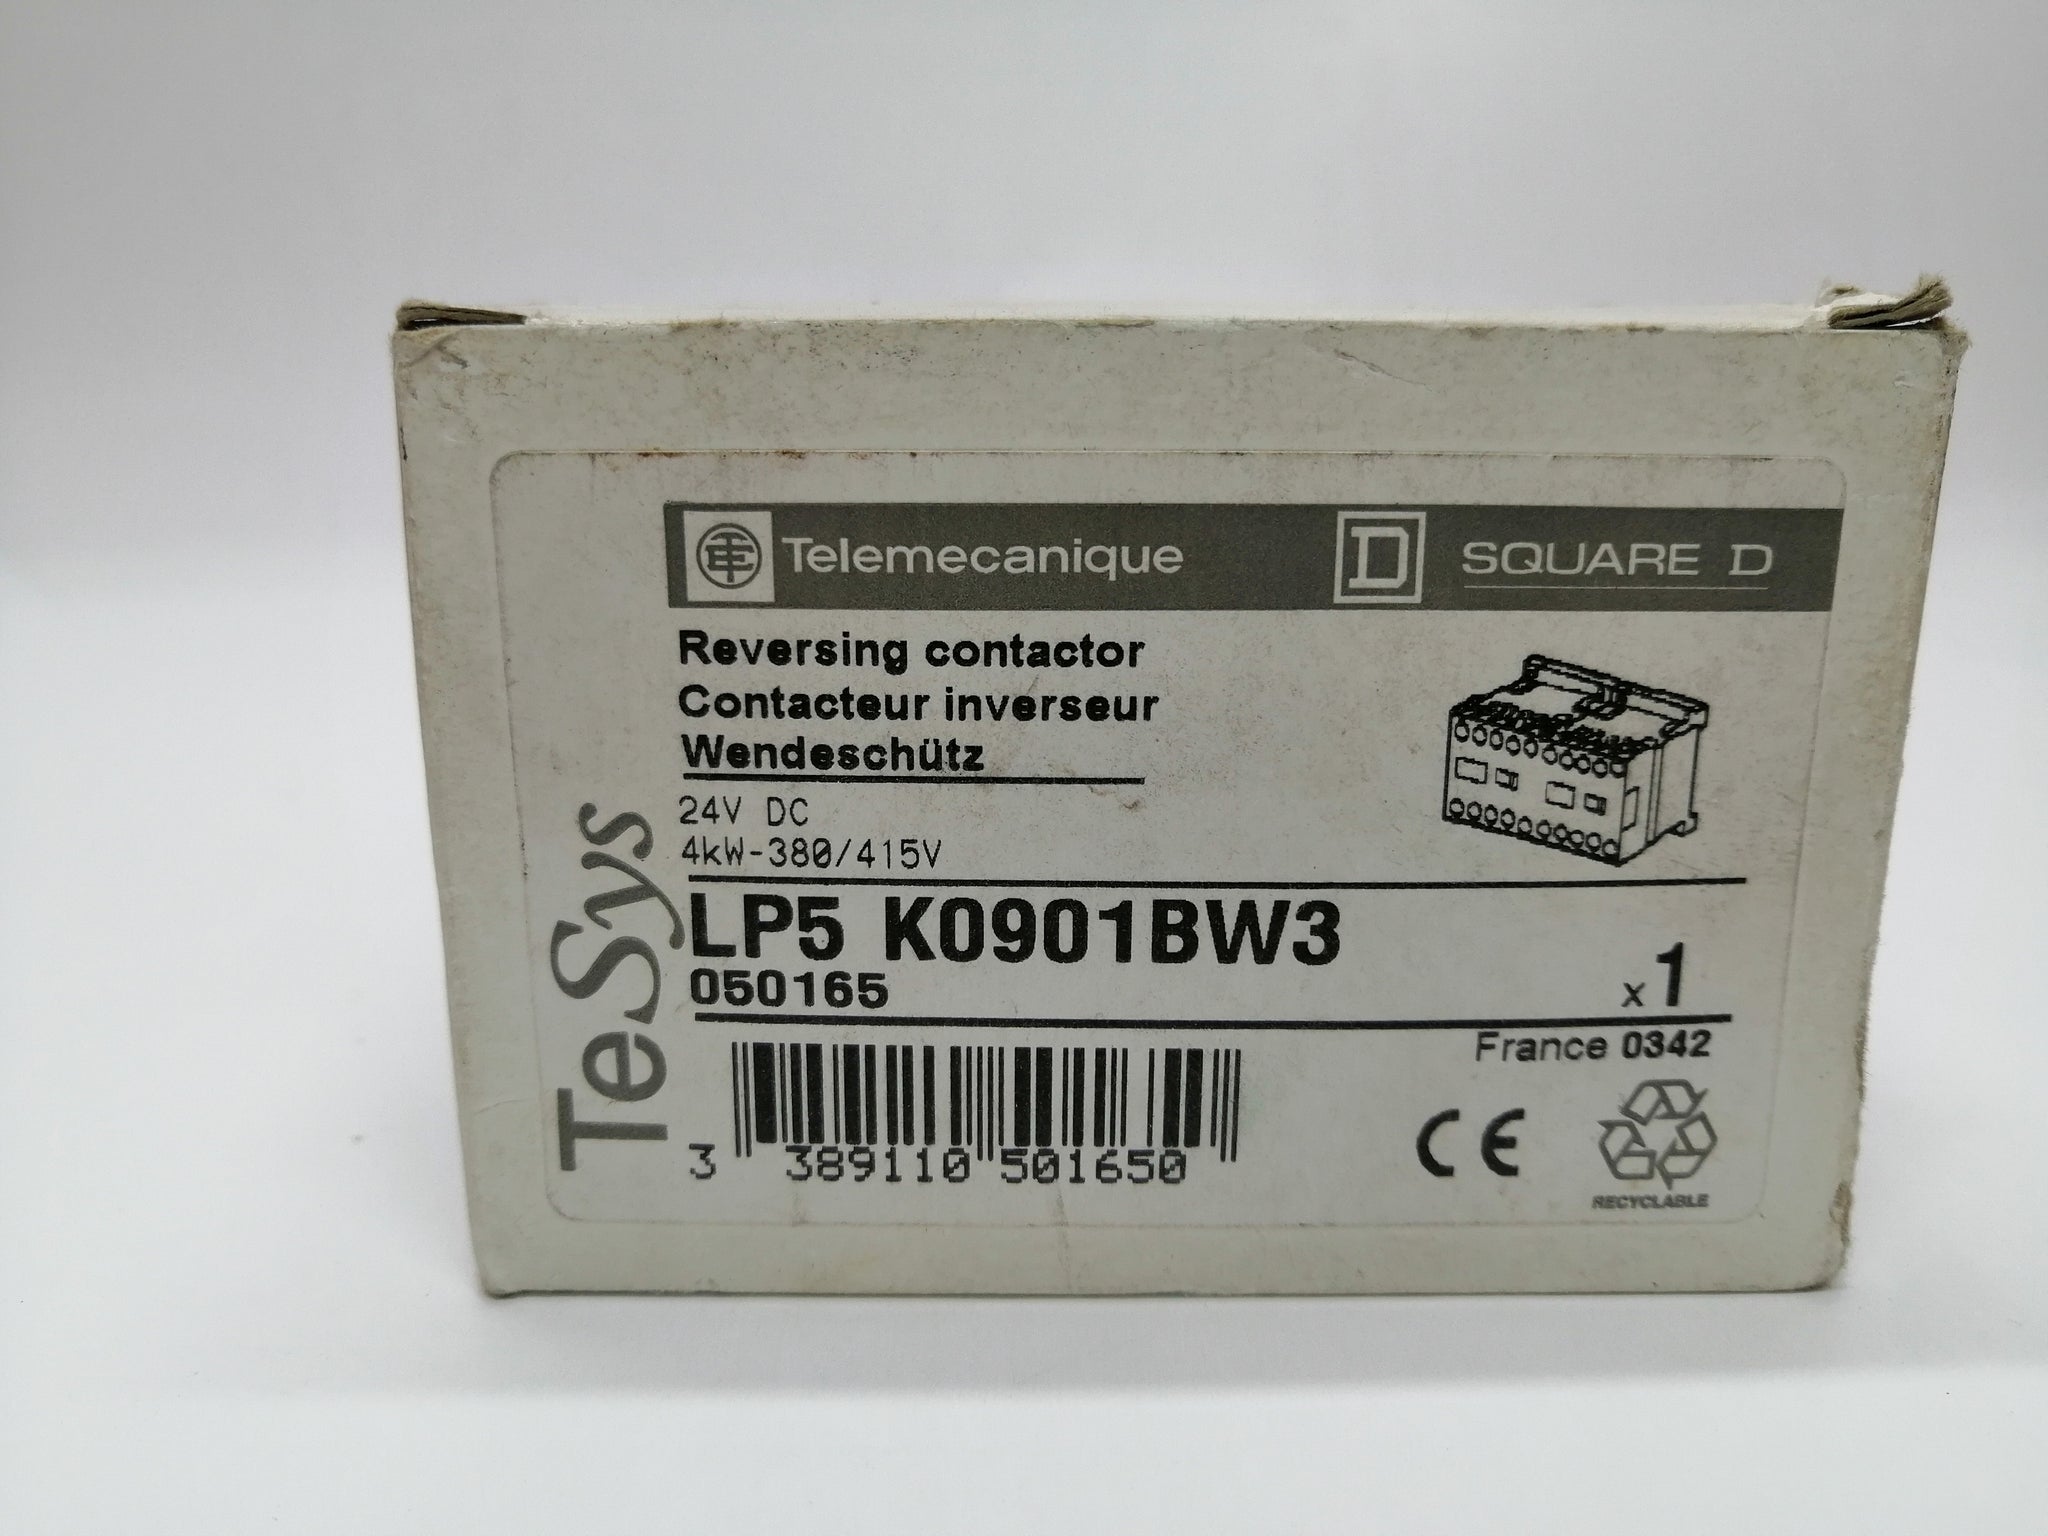 Telemecanique
D SQUARE D
Reversing contactor
Contacteur inverseur
Wendeschütz
24V DC
4kW-380/415V
LP5 K0901BW3
050165
x 1
France 0342
TeSys
3 389110 501650
CE
RECYCLABLE